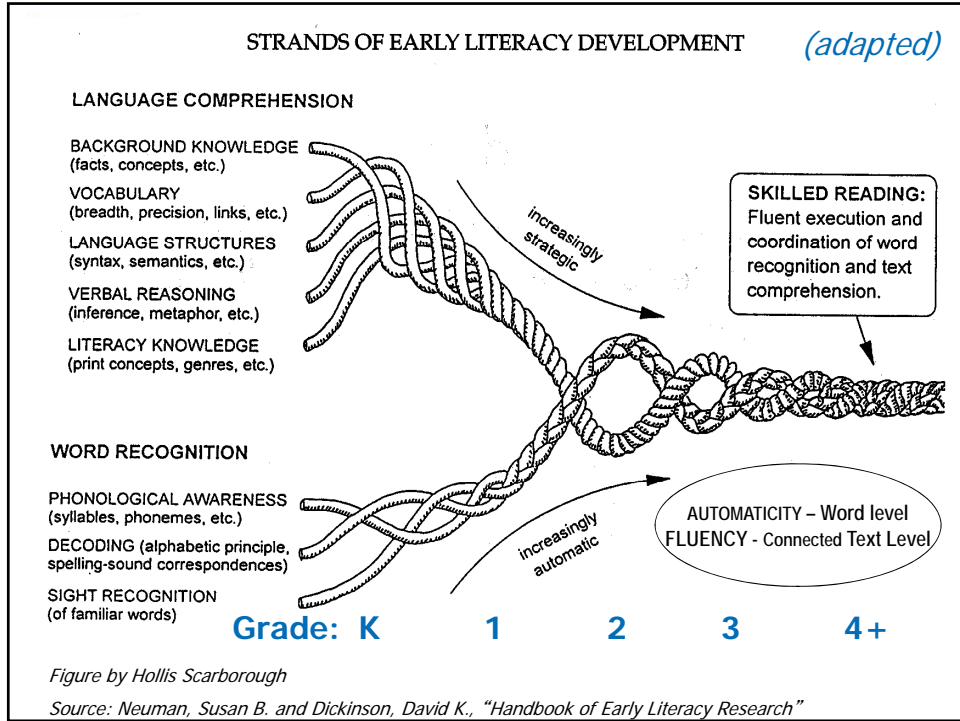 STRANDS OF EARLY LITERACY DEVELOPMENT
(adapted)
LANGUAGE COMPREHENSION
BACKGROUND KNOWLEDGE
(facts, concepts, etc.)
VOCABULARY
(breadth, precision, links, etc.)
LANGUAGE STRUCTURES
(syntax, semantics, etc.)
VERBAL REASONING
(inference, metaphor, etc.)
LITERACY KNOWLEDGE
(print concepts, genres, etc.)
increasingly
strategic
SKILLED READING:
Fluent execution and
coordination of word
recognition and text
comprehension.
WORD RECOGNITION
PHONOLOGICAL AWARENESS
(syllables, phonemes, etc.)
DECODING (alphabetic principle,
spelling-sound correspondences)
SIGHT RECOGNITION
(of familiar words)
increasingly
automatic
AUTOMATICITY – Word level
FLUENCY - Connected Text Level
Grade: K 1 2 3 4+
Figure by Hollis Scarborough
Source: Neuman, Susan B. and Dickinson, David K., “Handbook of Early Literacy Research”